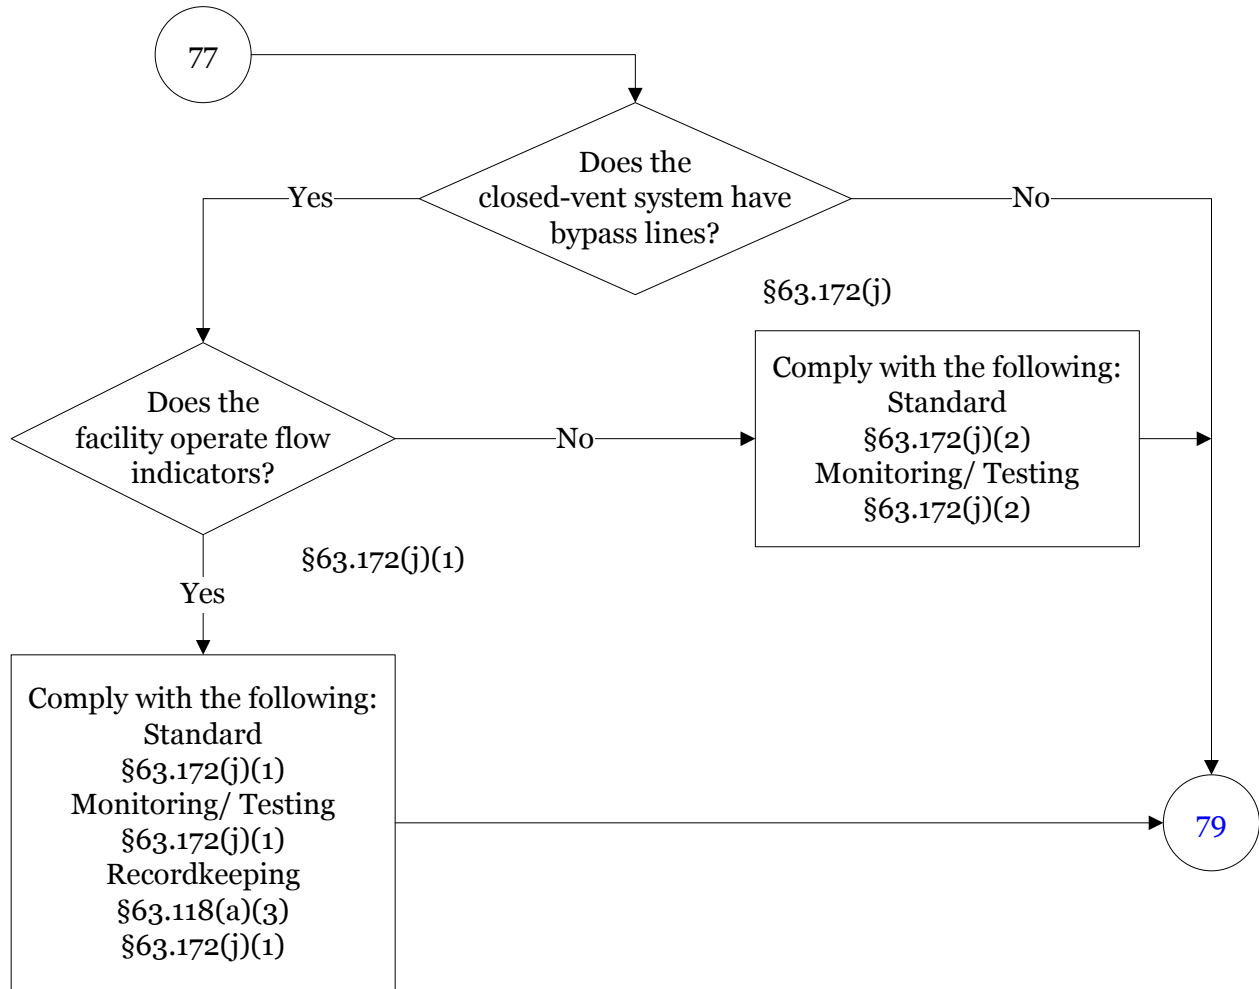 77
Does the
closed-vent system have
bypass lines?
Yes
No
§63.172(j)
Does the
facility operate flow
indicators?
No
Comply with the following:
Standard
§63.172(j)(2)
Monitoring/ Testing
§63.172(j)(2)
§63.172(j)(1)
Yes
Comply with the following:
Standard
§63.172(j)(1)
Monitoring/ Testing
§63.172(j)(1)
Recordkeeping
§63.118(a)(3)
§63.172(j)(1)
79